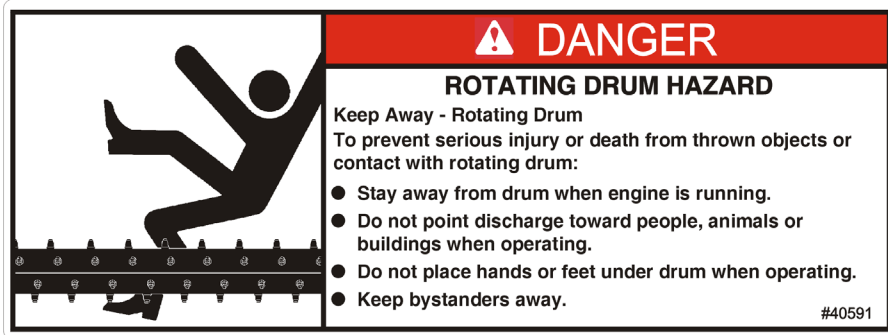 DANGER
ROTATING DRUM HAZARD
Keep Away - Rotating Drum
To prevent serious injury or death from thrown objects or
contact with rotating drum:
● Stay away from drum when engine is running.
● Do not point discharge toward people, animals or
buildings when operating.
● Do not place hands or feet under drum when operating.
● Keep bystanders away.
#40591